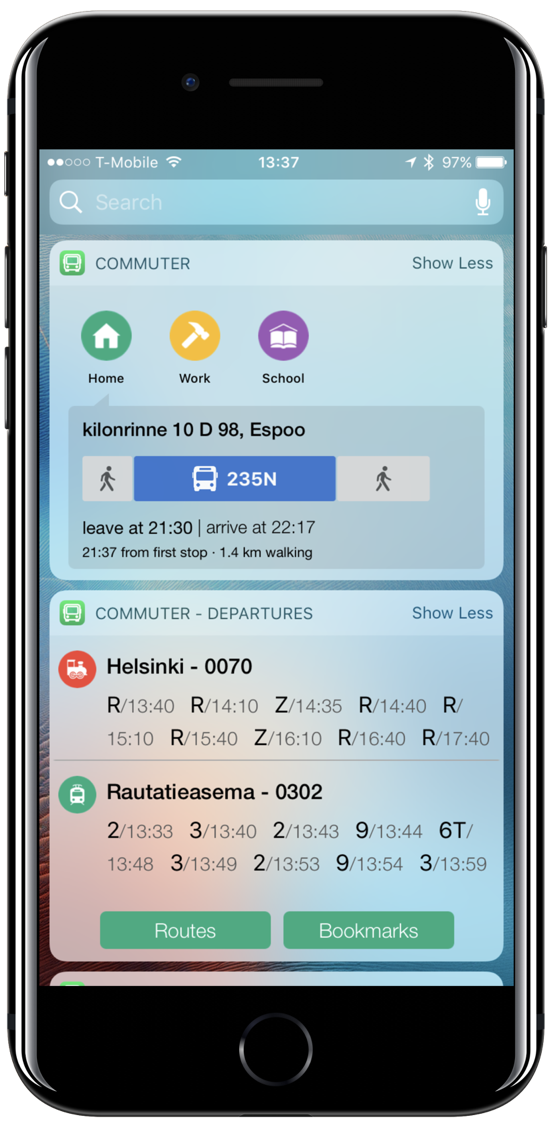 T-Mobile 13:37 97%
Search
COMMUTER Show Less
Home Work School
kilonrinne 10 D 98, Espoo
235N
leave at 21:30 | arrive at 22:17
21:37 from first stop · 1.4 km walking
COMMUTER - DEPARTURES Show Less
Helsinki - 0070
R/13:40 R/14:10 Z/14:35 R/14:40 R/
15:10 R/15:40 Z/16:10 R/16:40 R/17:40
Rautatieasema - 0302
2/13:33 3/13:40 2/13:43 9/13:44 6T/
13:48 3/13:49 2/13:53 9/13:54 3/13:59
Routes Bookmarks